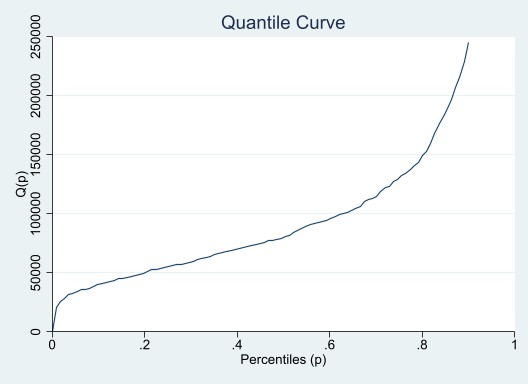 Quantile Curve
Q(p)
250000
200000
150000
100000
50000
0
0 .2 .4 .6 .8 1
Percentiles (p)